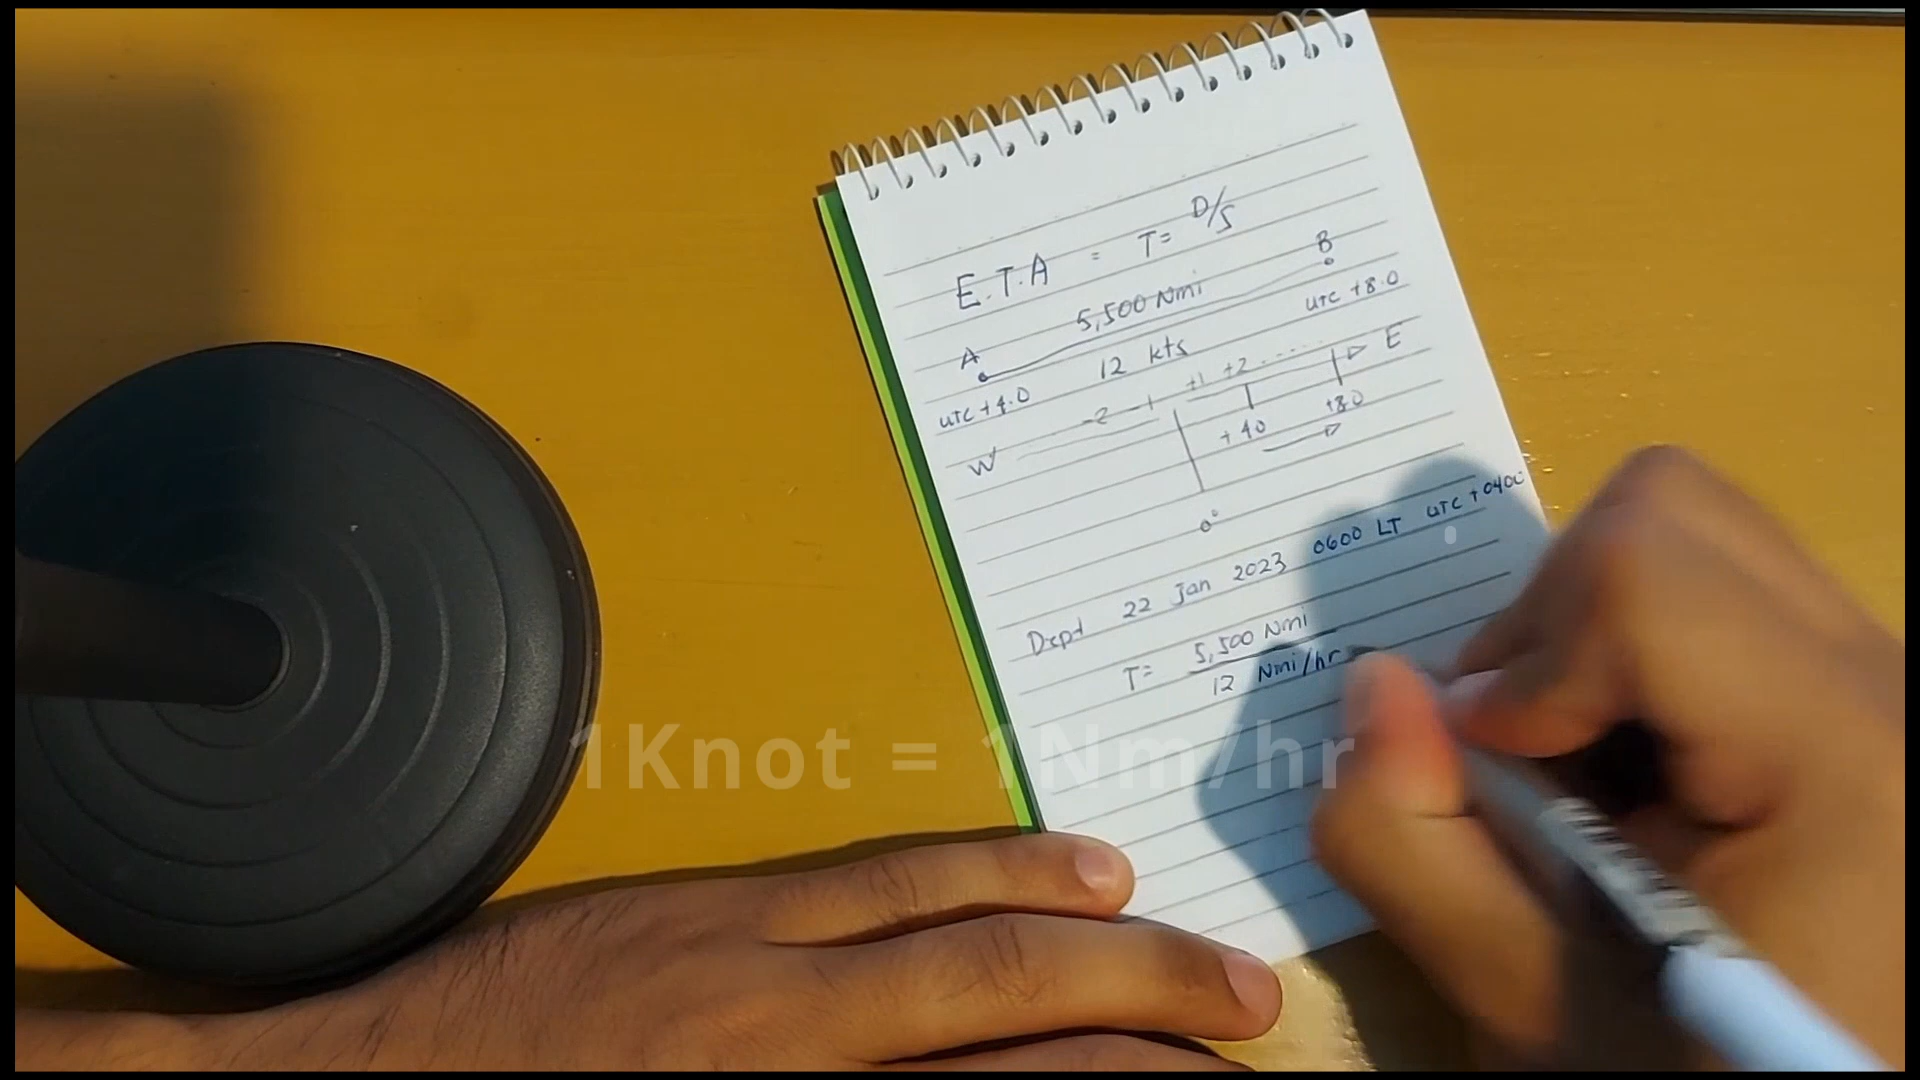 E.T.A = T= D/S
A 5,500 Nmi B
UTC +4.0 12 kts UTC +8.0
W -2 -1 +1 +2 ...... E
+40 +80
0°
Dept 22 Jan 2023 0600 LT UTC +0400
T= 5,500 Nmi
12 Nmi/hr
1Knot = 1Nm/hr